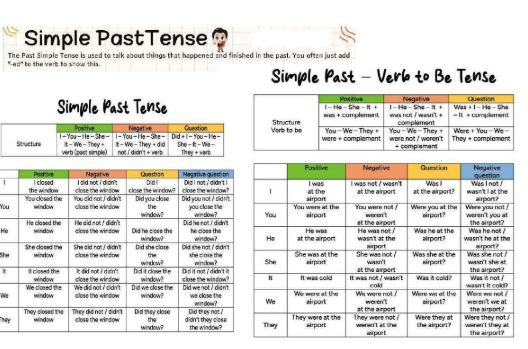 Simple PastTense
The Past Simple Tense is used to talk about things that happened and finished in the past. You often just add
"-ed" to the verb to show this.
Simple Past Tense
Positive Negative Question
Structure
I – You – He – She – It – We – They + verb (past simple)
I – You – He – She – It – We – They + did not / didn't + verb
Did + I – You – He – She – It – We – They + verb
Positive Negative Question Negative question
I
I closed the window
I did not / didn't close the window
Did I close the window?
Did I not / didn't I close the window?
You
You closed the window
You did not / didn't close the window
Did you close the window?
Did you not / didn't you close the window?
He
He closed the window
He did not / didn't close the window
Did he close the window?
Did he not / didn't he close the window?
She
She closed the window
She did not / didn't close the window
Did she close the window?
Did she not / didn't she close the window?
It
It closed the window
It did not / didn't close the window
Did it close the window?
Did it not / didn't it close the window?
We
We closed the window
We did not / didn't close the window
Did we close the window?
Did we not / didn't we close the window?
They
They closed the window
They did not / didn't close the window
Did they close the window?
Did they not / didn't they close the window?
Simple Past – Verb to Be Tense
Positive Negative Question
Structure Verb to be
I – He – She – It + was + complement
I – He – She – It + was not / wasn't + complement
Was + I – He – She – It + complement
You – We – They + were + complement
You – We – They + were not / weren't + complement
Were + You – We – They + complement
Positive Negative Question Negative question
I
I was at the airport
I was not / wasn't at the airport
Was I at the airport?
Was I not / wasn't I at the airport?
You
You were at the airport
You were not / weren't at the airport
Were you at the airport?
Were you not / weren't you at the airport?
He
He was at the airport
He was not / wasn't at the airport
Was he at the airport?
Was he not / wasn't he at the airport?
She
She was at the airport
She was not / wasn't at the airport
Was she at the airport?
Was she not / wasn't she at the airport?
It
It was cold
It was not / wasn't cold
Was it cold?
Was it not / wasn't it cold?
We
We were at the airport
We were not / weren't at the airport
Were we at the airport?
Were we not / weren't we at the airport?
They
They were at the airport
They were not / weren't at the airport
Were they at the airport?
Were they not / weren't they at the airport?